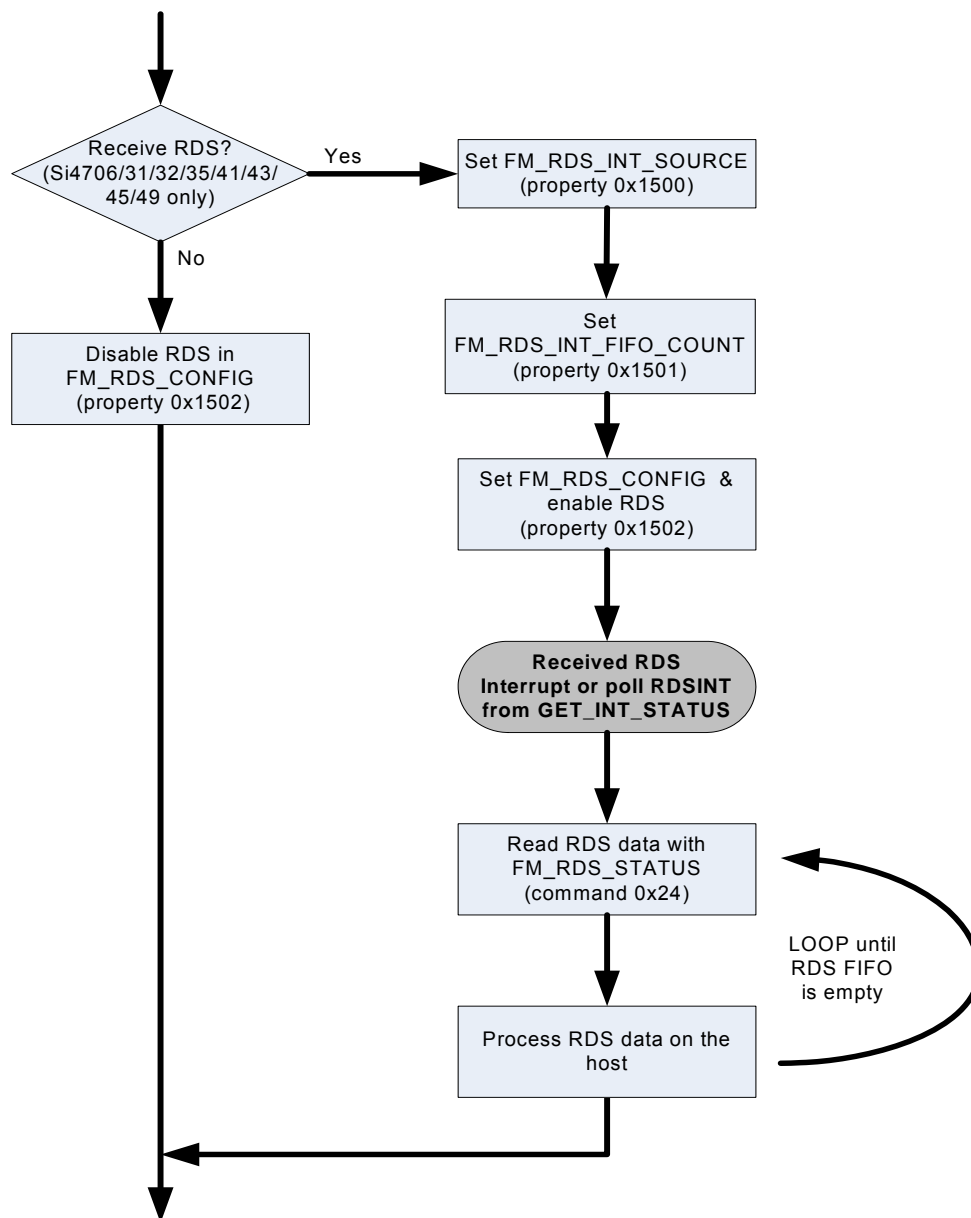 Receive RDS?
(Si4706/31/32/35/41/43/
45/49 only)
Yes
No
Set FM_RDS_INT_SOURCE
(property 0x1500)
Set
FM_RDS_INT_FIFO_COUNT
(property 0x1501)
Disable RDS in
FM_RDS_CONFIG
(property 0x1502)
Set FM_RDS_CONFIG &
enable RDS
(property 0x1502)
Received RDS
Interrupt or poll RDSINT
from GET_INT_STATUS
Read RDS data with
FM_RDS_STATUS
(command 0x24)
LOOP until
RDS FIFO
is empty
Process RDS data on the
host